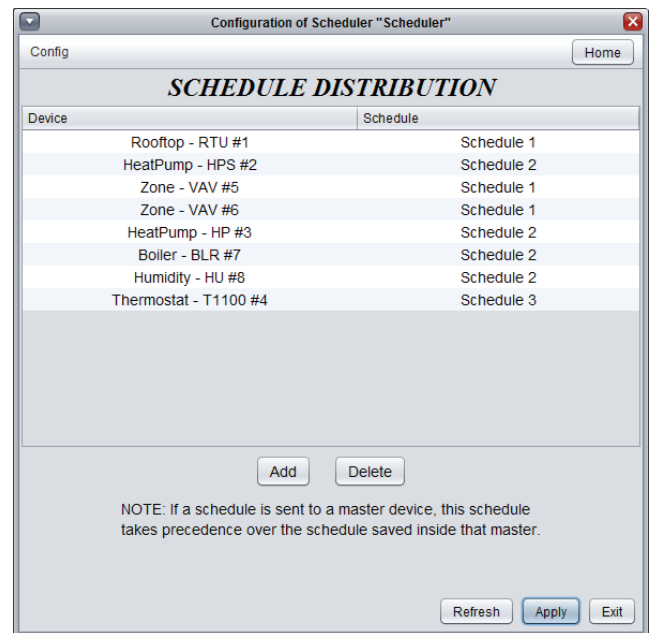 Configuration of Scheduler "Scheduler"
Config Home
SCHEDULE DISTRIBUTION
Device Schedule
Rooftop - RTU #1 Schedule 1
HeatPump - HPS #2 Schedule 2
Zone - VAV #5 Schedule 1
Zone - VAV #6 Schedule 1
HeatPump - HP #3 Schedule 2
Boiler - BLR #7 Schedule 2
Humidity - HU #8 Schedule 2
Thermostat - T1100 #4 Schedule 3
Add Delete
NOTE: If a schedule is sent to a master device, this schedule
takes precedence over the schedule saved inside that master.
Refresh Apply Exit